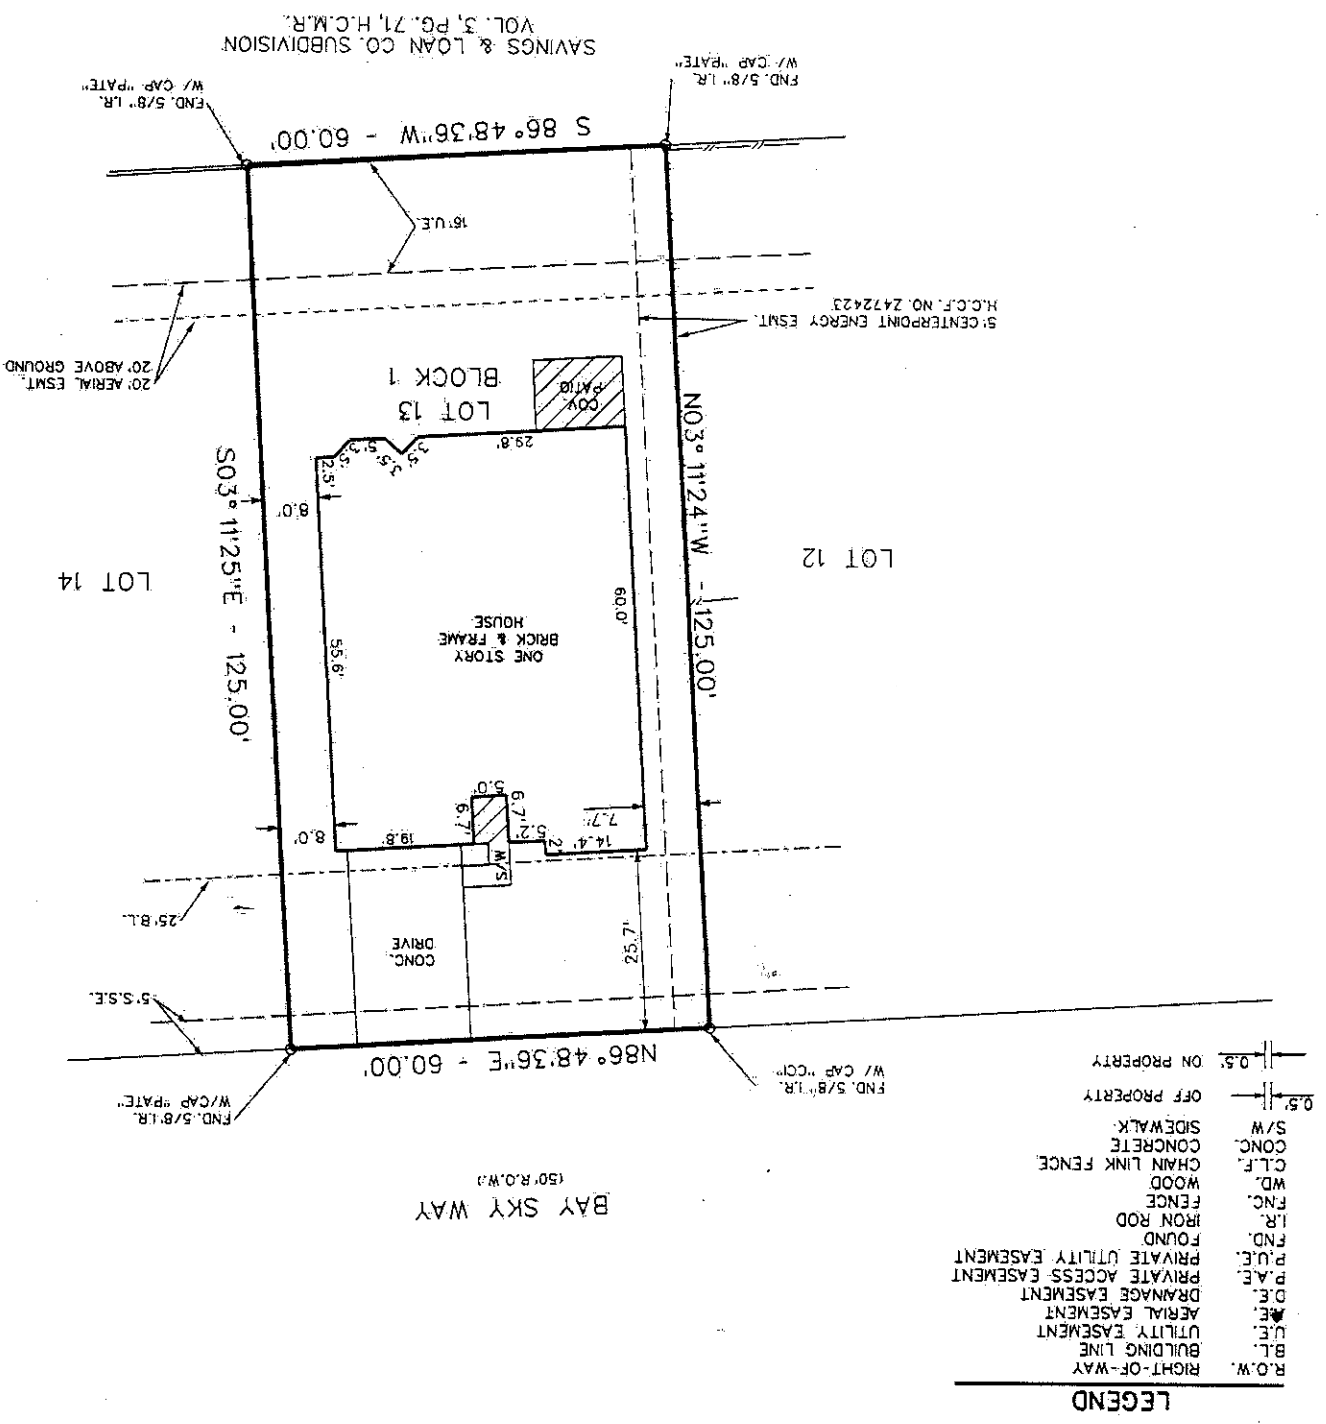 LEGEND
R.O.W. RIGHT-OF-WAY
B.L. BUILDING LINE
U.E. UTILITY EASEMENT
A.E. AERIAL EASEMENT
D.E. DRAINAGE EASEMENT
P.A.E. PRIVATE ACCESS EASEMENT
P.U.E. PRIVATE UTILITY EASEMENT
FND. FOUND
I.R. IRON ROD
FNC. FENCE
WD. WOOD
C.L.F. CHAIN LINK FENCE
CONC. CONCRETE
S/W SIDEWALK
0.5' OFF PROPERTY
0.5' ON PROPERTY
BAY SKY WAY
(50' R.O.W.)
FND. 5/8" I.R.
W/ CAP "CCI"
FND. 5/8" I.R.
W/CAP "PATE"
N86°48'36"E - 60.00'
5' S.S.E.
25.7'
CONC.
DRIVE
25' B.L.
S/W
14.4'
2'
5.2'
6.7'
5.0'
6.7'
19.8'
8.0'
7.7'
N03°11'24"W - 125.00'
60.0'
ONE STORY
BRICK & FRAME
HOUSE
55.6'
S03°11'25"E - 125.00'
LOT 12
LOT 14
8.0'
2.5'
3.5'
5'
3.5'
3.5'
29.8'
COV
PATIO
LOT 13
BLOCK 1
20' AERIAL ESMT.
20' ABOVE GROUND
5' CENTERPOINT ENERGY ESMT.
H.C.C.F. NO. Z472423
16' U.E.
S 86°48'36"W - 60.00'
FND. 5/8" I.R.
W/ CAP "PATE"
FND. 5/8" I.R.
W/ CAP "PATE"
SAVINGS & LOAN CO. SUBDIVISION
VOL. 3, PG. 71, H.C.M.R.